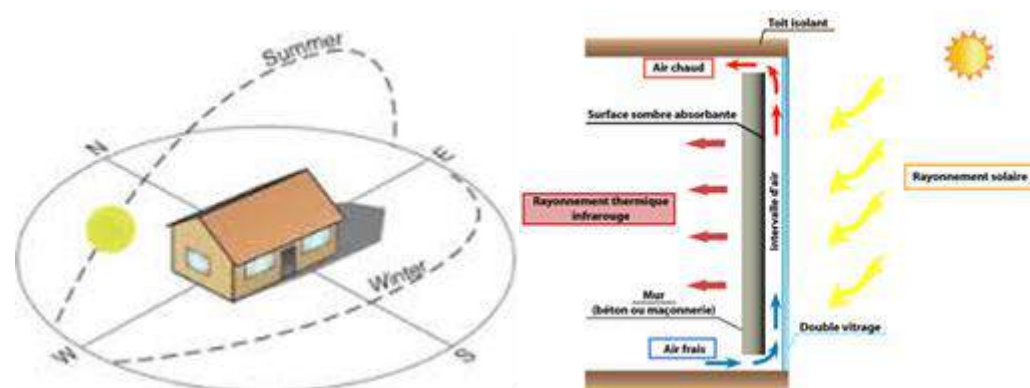 Summer
N
E
Winter
W
S
Toit isolant
Air chaud
Surface sombre absorbante
Rayonnement solaire
Rayonnement thermique
infrarouge
Intervalle d'air
Mur
(béton ou maçonnerie)
Double vitrage
Air frais